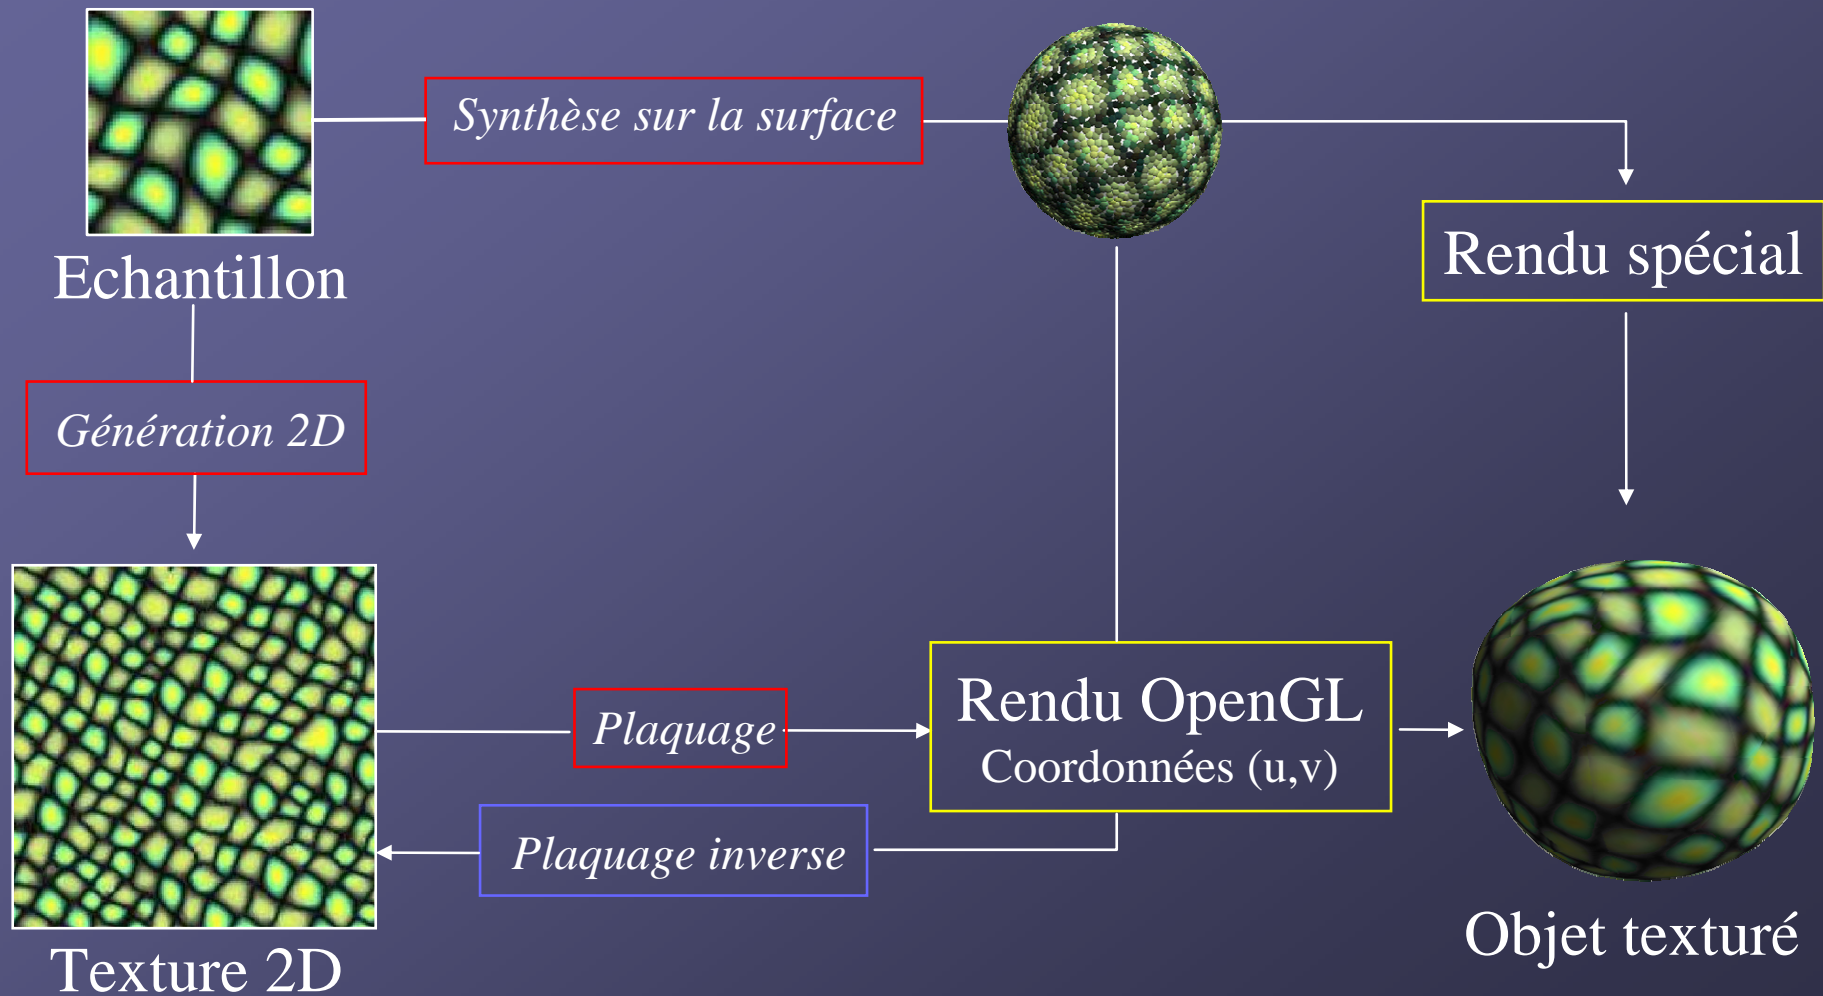 Synthèse sur la surface
Echantillon
Rendu spécial
Génération 2D
Plaquage
Rendu OpenGL
Coordonnées (u,v)
Plaquage inverse
Texture 2D
Objet texturé